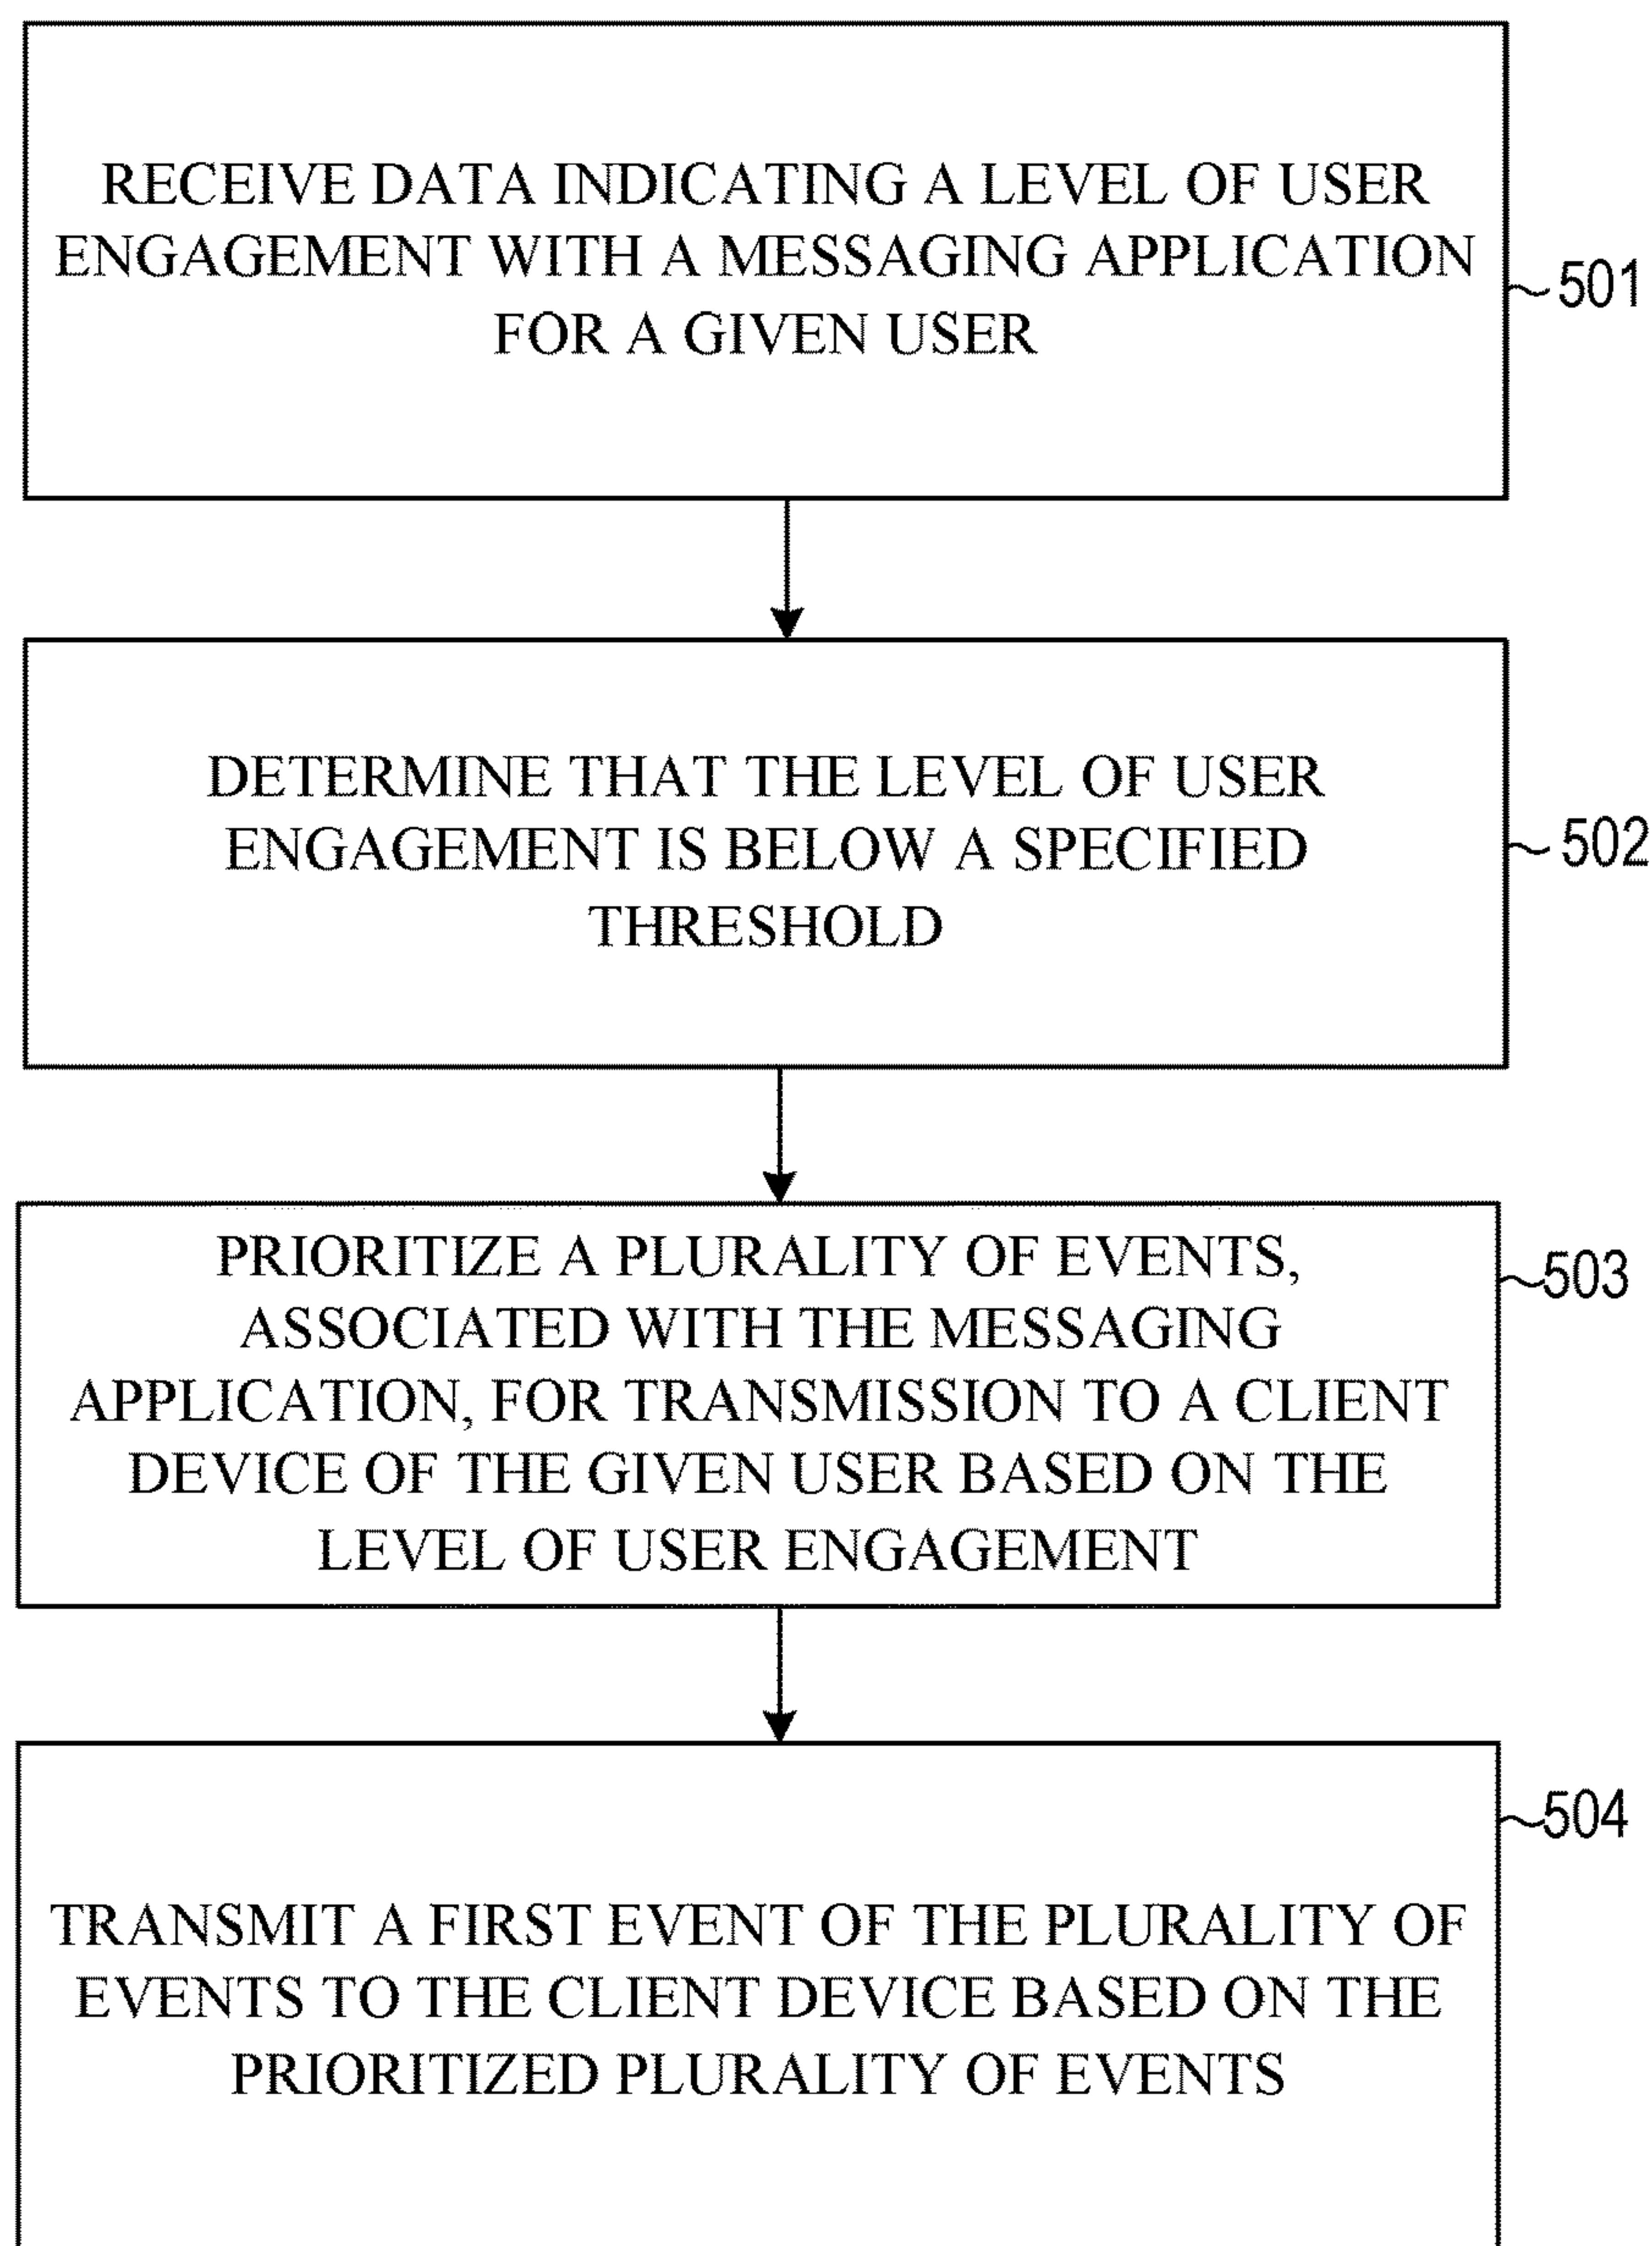 RECEIVE DATA INDICATING A LEVEL OF USER
ENGAGEMENT WITH A MESSAGING APPLICATION
FOR A GIVEN USER
501
DETERMINE THAT THE LEVEL OF USER
ENGAGEMENT IS BELOW A SPECIFIED
THRESHOLD
502
PRIORITIZE A PLURALITY OF EVENTS,
ASSOCIATED WITH THE MESSAGING
APPLICATION, FOR TRANSMISSION TO A CLIENT
DEVICE OF THE GIVEN USER BASED ON THE
LEVEL OF USER ENGAGEMENT
503
TRANSMIT A FIRST EVENT OF THE PLURALITY OF
EVENTS TO THE CLIENT DEVICE BASED ON THE
PRIORITIZED PLURALITY OF EVENTS
504